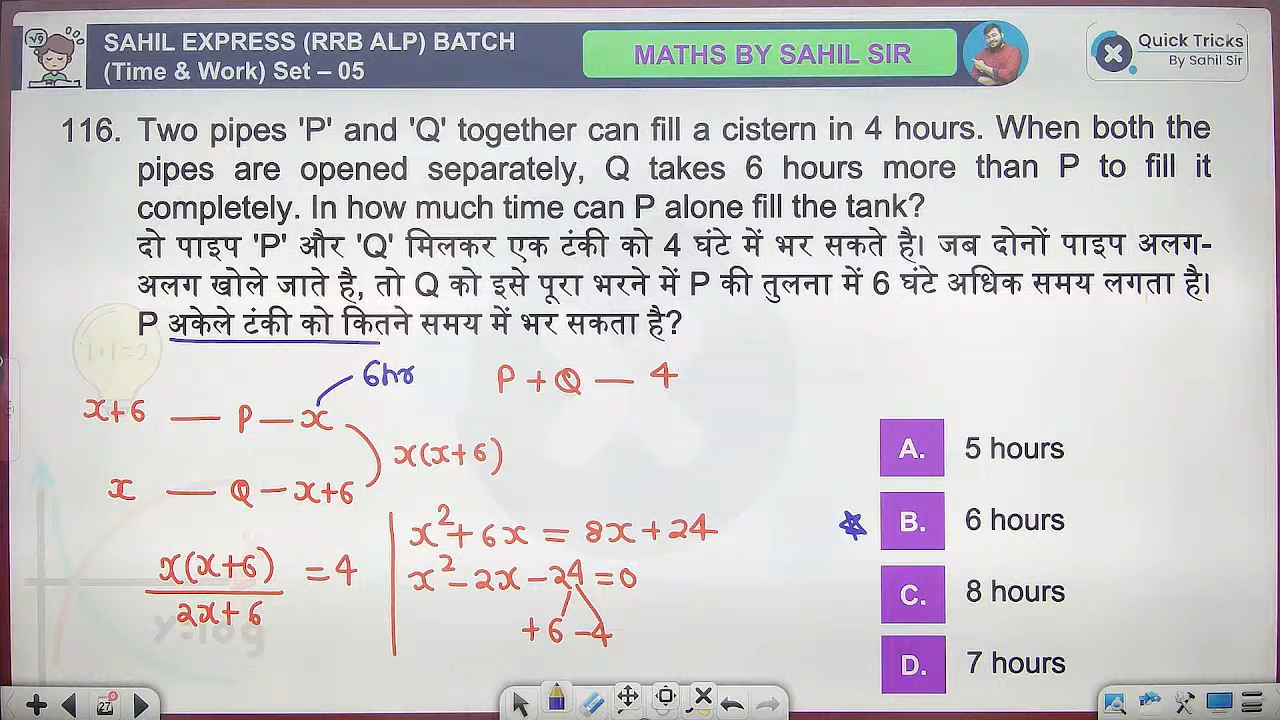 SAHIL EXPRESS (RRB ALP) BATCH
(Time & Work) Set – 05
MATHS BY SAHIL SIR
Quick Tricks
By Sahil Sir
116. Two pipes 'P' and 'Q' together can fill a cistern in 4 hours. When both the
pipes are opened separately, Q takes 6 hours more than P to fill it
completely. In how much time can P alone fill the tank?
दो पाइप 'P' और 'Q' मिलकर एक टंकी को 4 घंटे में भर सकते है। जब दोनों पाइप अलग-
अलग खोले जाते है, तो Q को इसे पूरा भरने में P की तुलना में 6 घंटे अधिक समय लगता है।
P अकेले टंकी को कितने समय में भर सकता है?
1+1=2
6hr
P + Q — 4
x+6 — P — x
x(x+6)
x — Q — x+6
x²+6x = 8x+24
x(x+6)/2x+6 = 4
x²-2x-24=0
+6 -4
y=log
A. 5 hours
B. 6 hours
C. 8 hours
D. 7 hours
27